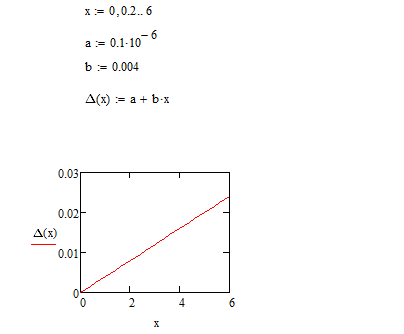 x := 0, 0.2.. 6
a := 0.1·10⁻⁶
b := 0.004
Δ(x) := a + b·x
0.03
0.02
Δ(x)
0.01
0
0 2 4 6
x